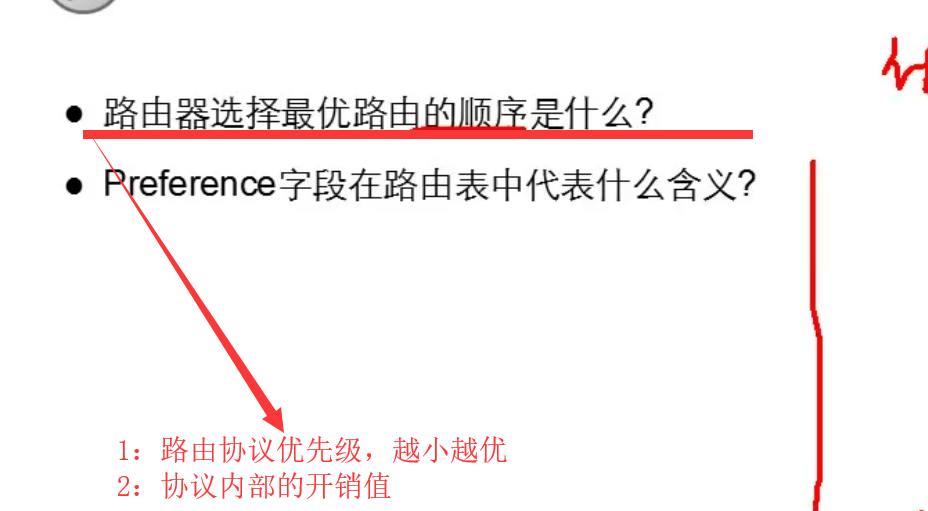 ● 路由器选择最优路由的顺序是什么?
● Preference字段在路由表中代表什么含义?
1：路由协议优先级，越小越优
2：协议内部的开销值